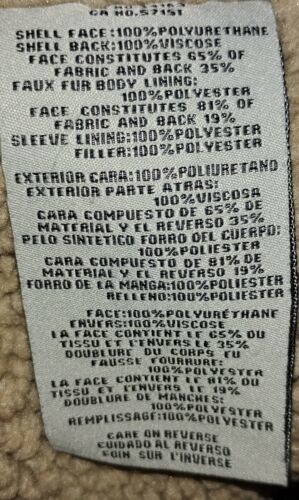 CA NO.57151
SHELL FACE:100%POLYURETHANE
SHELL BACK:100%VISCOSE
FACE CONSTITUTES 65% OF
FABRIC AND BACK 35%
FAUX FUR BODY LINING:
100%POLYESTER
FACE CONSTITUTES 81% OF
FABRIC AND BACK 19%
SLEEVE LINING:100%POLYESTER
FILLER:100%POLYESTER
EXTERIOR CARA:100%POLIURETANO
EXTERIOR PARTE ATRAS:
100%VISCOSA
CARA COMPUESTO DE 65% DE
MATERIAL Y EL REVERSO 35%
PELO SINTETICO FORRO DEL CUERPO:
100%POLIESTER
CARA COMPUESTO DE 81% DE
MATERIAL Y EL REVERSO 19%
FORRO DE LA MANGA:100%POLIESTER
RELLENO:100%POLIESTER
FACE:100%POLYURÉTHANE
ENVERS:100%VISCOSE
LA FACE CONTIENT LE 65% DU
TISSU ET L'ENVERS LE 35%
DOUBLURE DU CORPS EU
FAUSSE FOURRURE:
100%POLYESTER
LA FACE CONTIENT LE 81% DU
TISSU ET L'ENVERS LE 19%
DOUBLURE DE MANCHES:
100%POLYESTER
REMPLISSAGE:100%POLYESTER
CARE ON REVERSE
CUIDADO AL REVERSO
SOIN SUR L'INVERSE